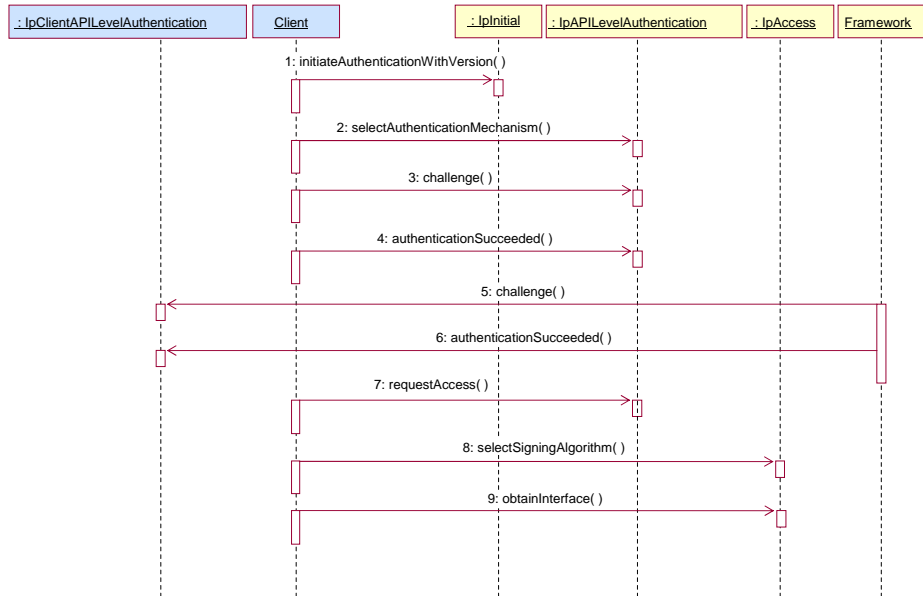 : IpClientAPILevelAuthentication
Client
: IpInitial
: IpAPILevelAuthentication
: IpAccess
Framework
1: initiateAuthenticationWithVersion( )
2: selectAuthenticationMechanism( )
3: challenge( )
4: authenticationSucceeded( )
5: challenge( )
6: authenticationSucceeded( )
7: requestAccess( )
8: selectSigningAlgorithm( )
9: obtainInterface( )